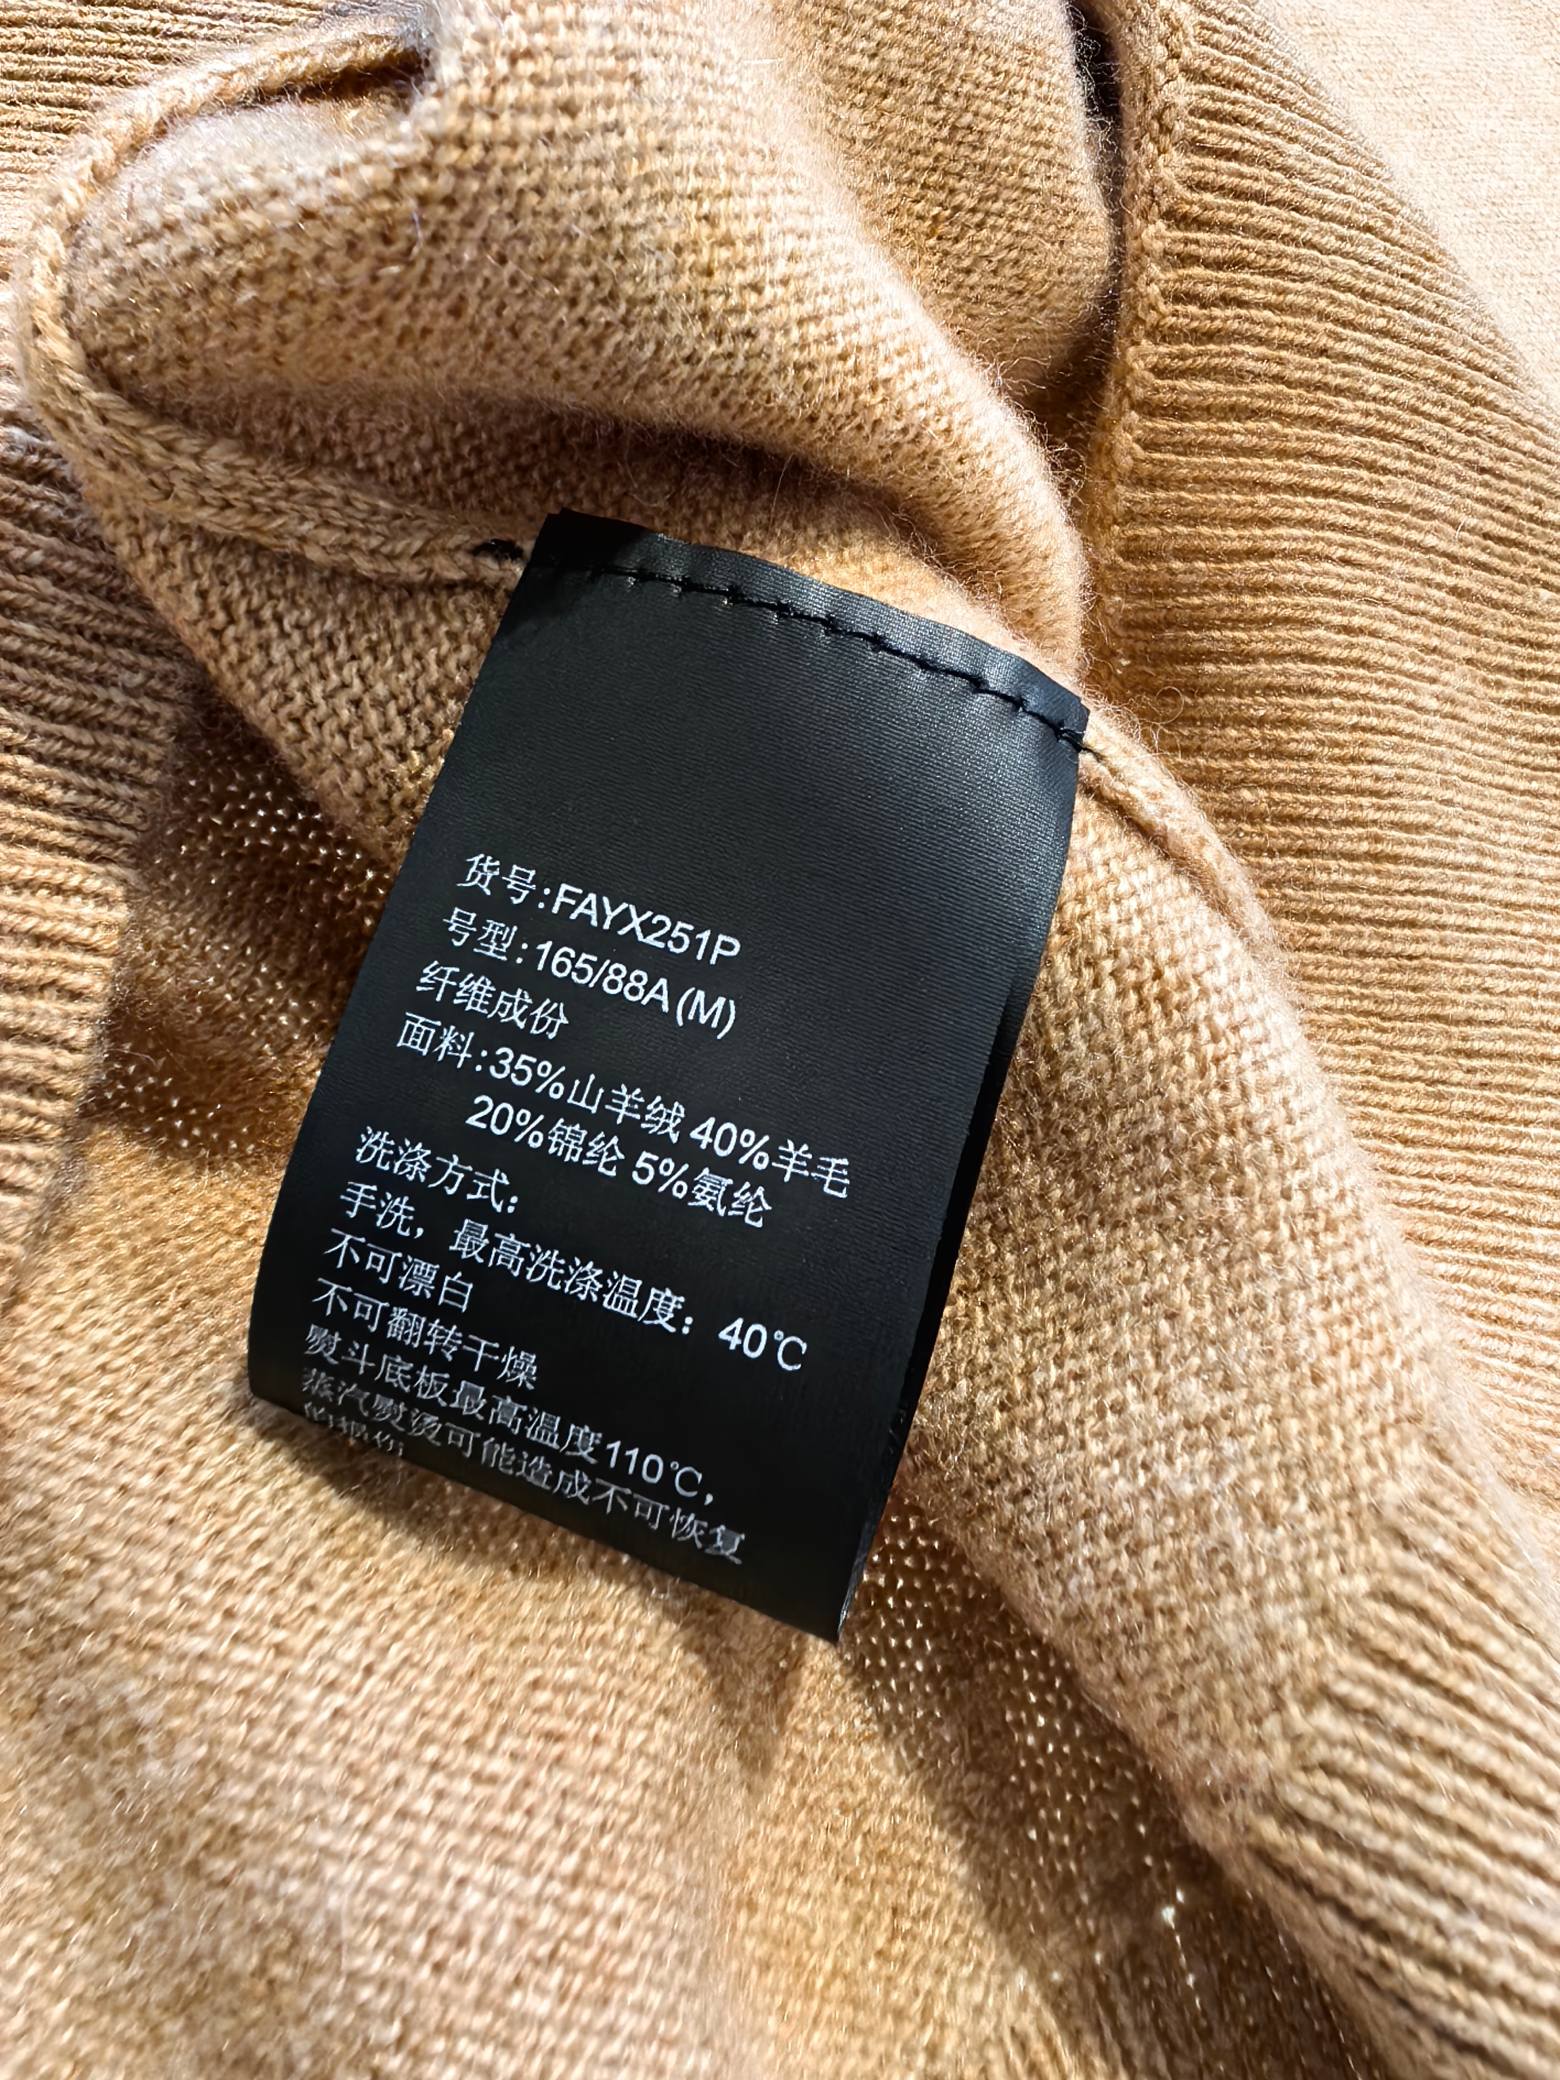 货号:FAYX251P
号型:165/88A(M)
纤维成份
面料:35%山羊绒 40%羊毛
20%锦纶 5%氨纶
洗涤方式:
手洗，最高洗涤温度：40℃
不可漂白
不可翻转干燥
熨斗底板最高温度110℃，
蒸汽熨烫可能造成不可恢复
的损伤